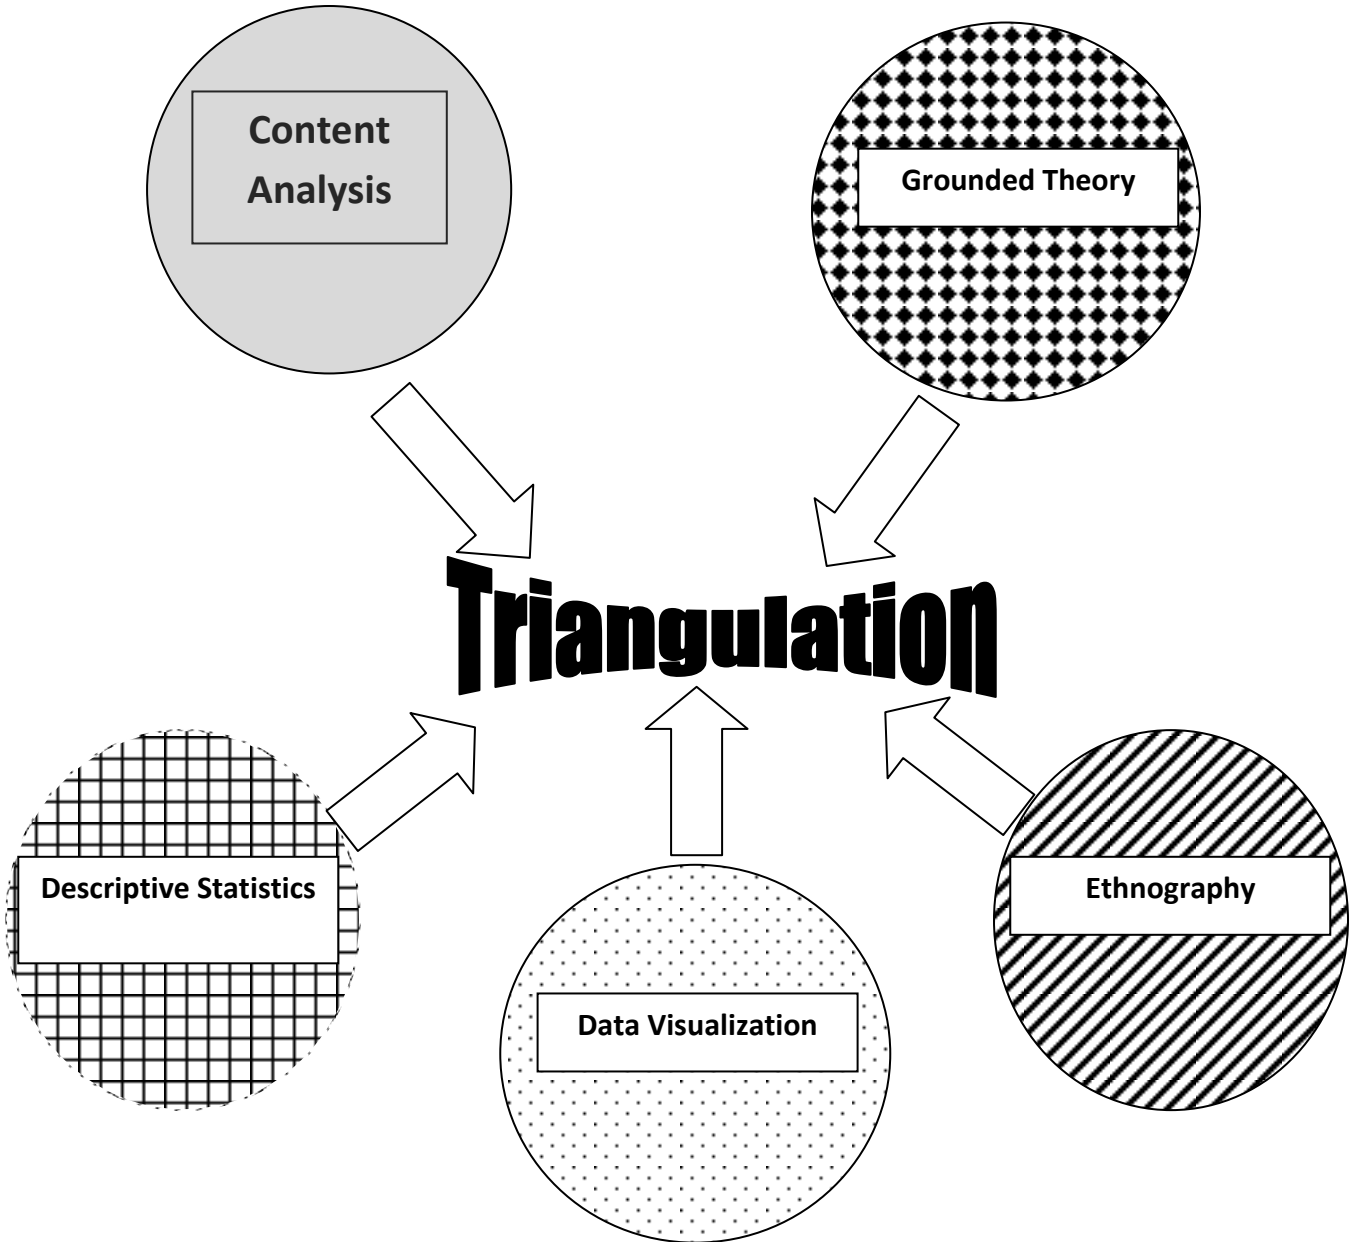 Content
Analysis
Grounded Theory
Triangulation
Descriptive Statistics
Ethnography
Data Visualization